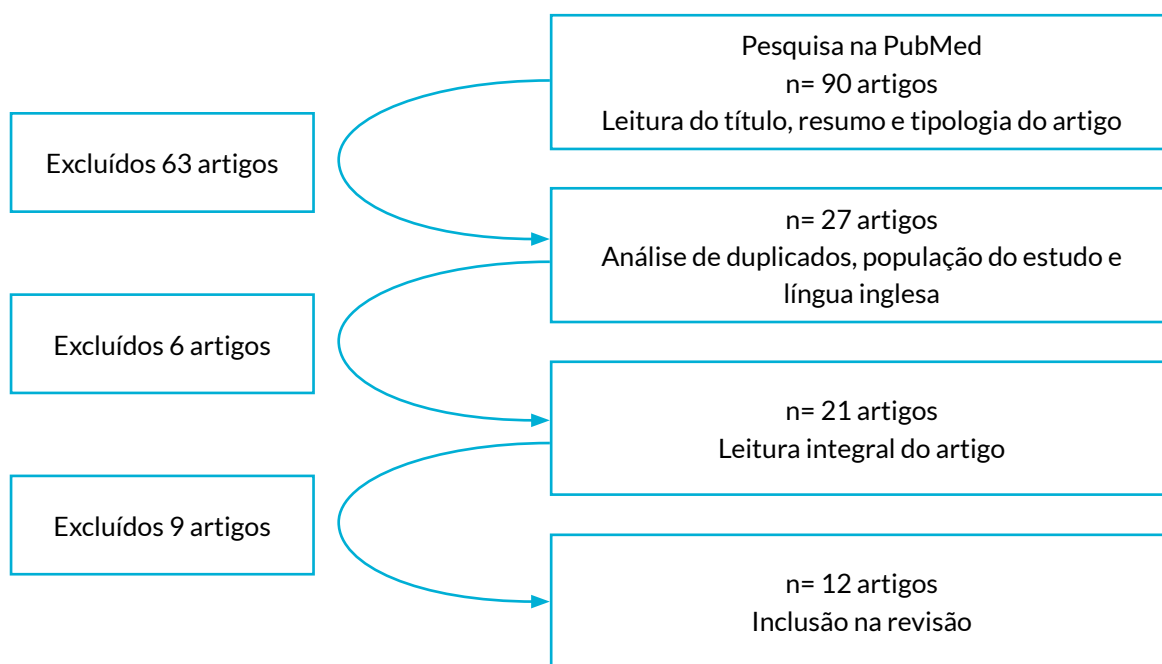 Pesquisa na PubMed
n= 90 artigos
Leitura do título, resumo e tipologia do artigo
Excluídos 63 artigos
n= 27 artigos
Análise de duplicados, população do estudo e
língua inglesa
Excluídos 6 artigos
n= 21 artigos
Leitura integral do artigo
Excluídos 9 artigos
n= 12 artigos
Inclusão na revisão